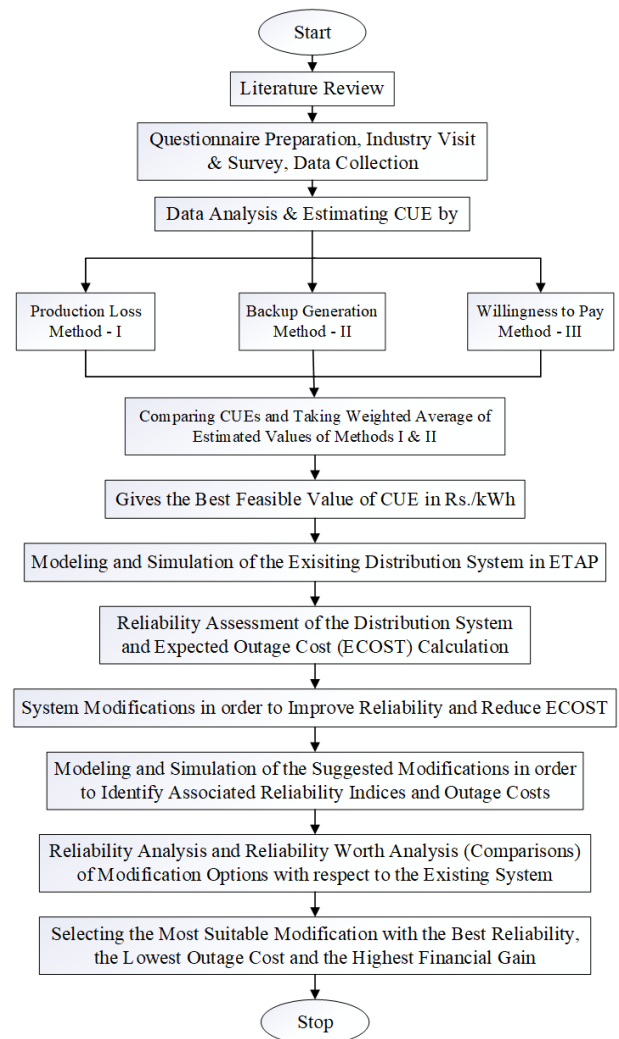 Start
Literature Review
Questionnaire Preparation, Industry Visit
& Survey, Data Collection
Data Analysis & Estimating CUE by
Production Loss
Method - I
Backup Generation
Method - II
Willingness to Pay
Method - III
Comparing CUEs and Taking Weighted Average of
Estimated Values of Methods I & II
Gives the Best Feasible Value of CUE in Rs./kWh
Modeling and Simulation of the Exisiting Distribution System in ETAP
Reliability Assessment of the Distribution System
and Expected Outage Cost (ECOST) Calculation
System Modifications in order to Improve Reliability and Reduce ECOST
Modeling and Simulation of the Suggested Modifications in order
to Identify Associated Reliability Indices and Outage Costs
Reliability Analysis and Reliability Worth Analysis (Comparisons)
of Modification Options with respect to the Existing System
Selecting the Most Suitable Modification with the Best Reliability,
the Lowest Outage Cost and the Highest Financial Gain
Stop